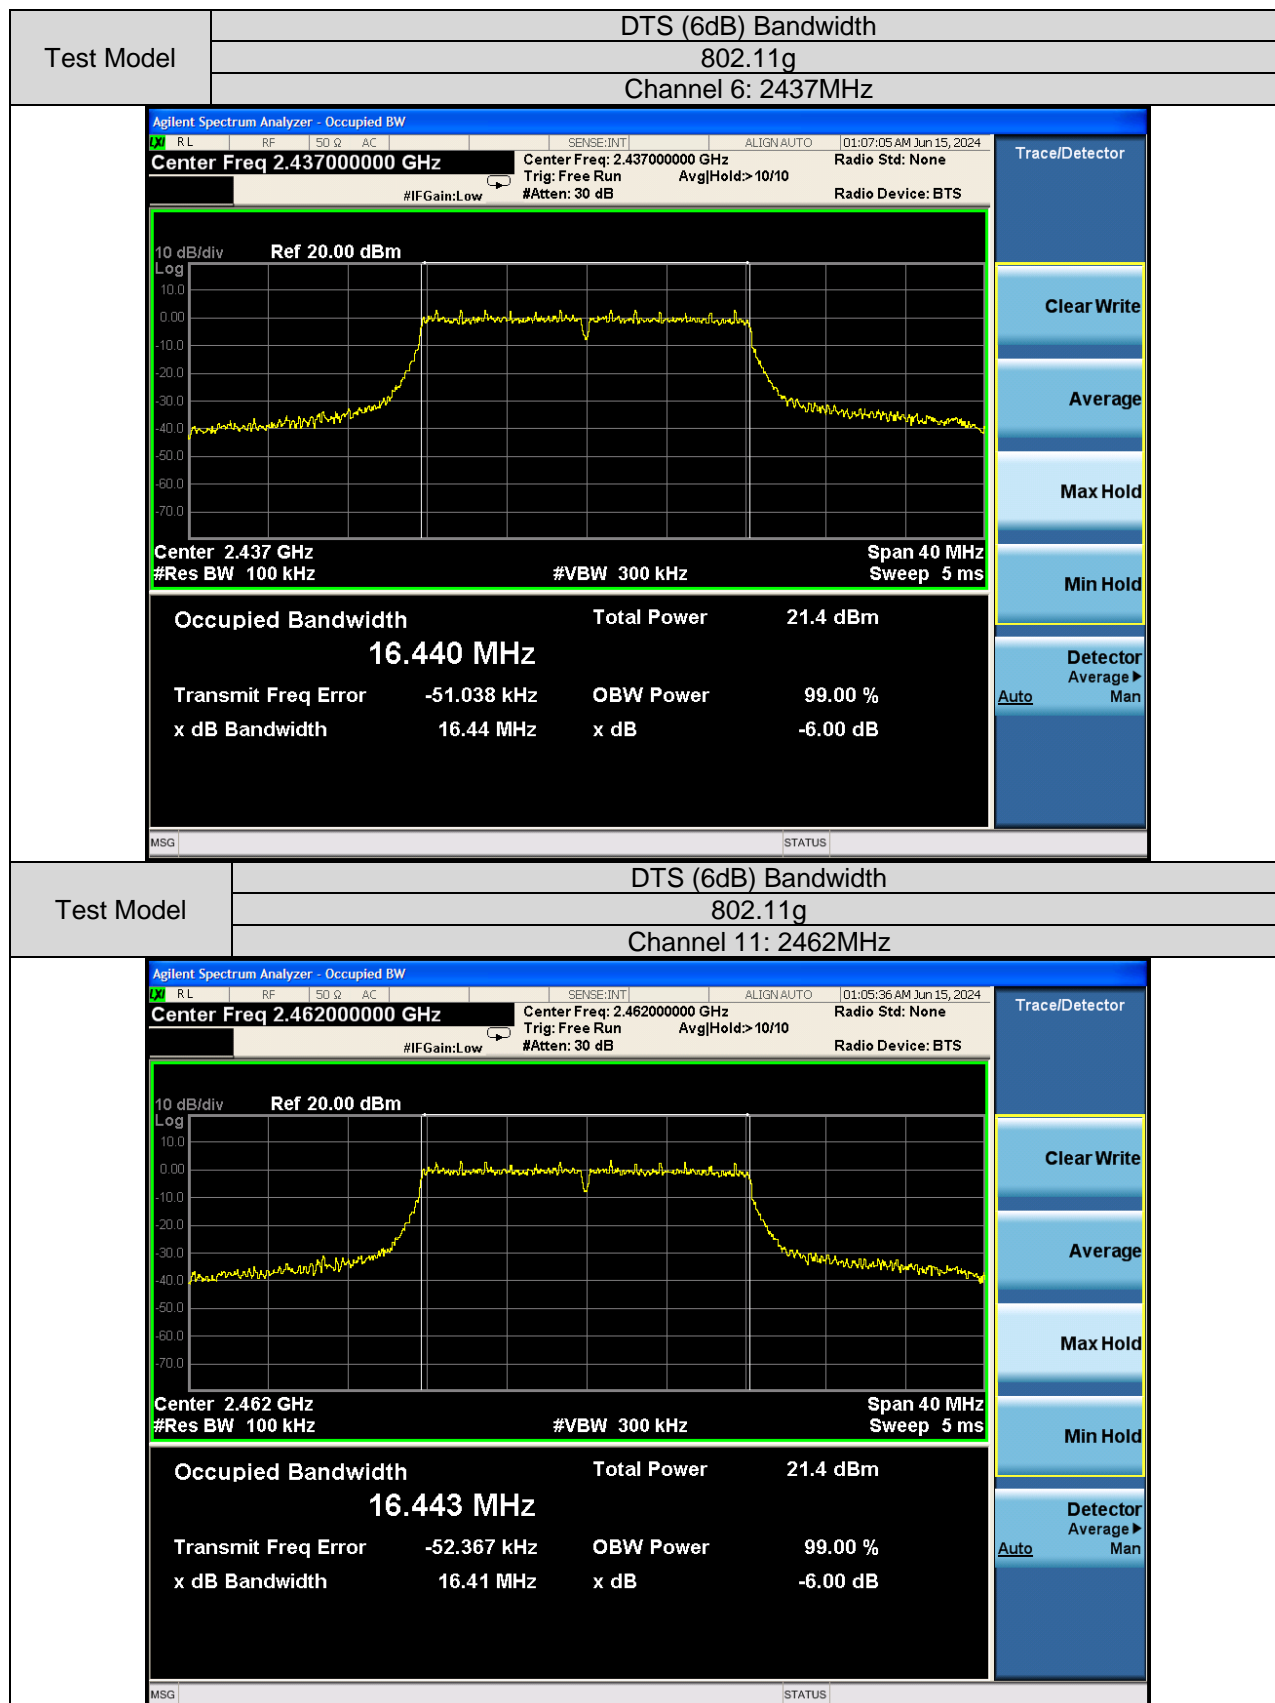 Test Model
DTS (6dB) Bandwidth
802.11g
Channel 6: 2437MHz
Agilent Spectrum Analyzer - Occupied BW
LXI RL RF 50 Ω AC SENSE:INT ALIGNAUTO 01:07:05 AM Jun 15, 2024
Center Freq 2.437000000 GHz
Center Freq: 2.437000000 GHz Radio Std: None
Trig: Free Run Avg|Hold:>10/10
#IFGain:Low #Atten: 30 dB Radio Device: BTS
10 dB/div Ref 20.00 dBm
Log
10.0
0.00
-10.0
-20.0
-30.0
-40.0
-50.0
-60.0
-70.0
Center 2.437 GHz Span 40 MHz
#Res BW 100 kHz #VBW 300 kHz Sweep 5 ms
Occupied Bandwidth Total Power 21.4 dBm
16.440 MHz
Transmit Freq Error -51.038 kHz OBW Power 99.00 %
x dB Bandwidth 16.44 MHz x dB -6.00 dB
MSG STATUS
Trace/Detector
Clear Write
Average
Max Hold
Min Hold
Detector
Average▶
Auto Man
Test Model
DTS (6dB) Bandwidth
802.11g
Channel 11: 2462MHz
Agilent Spectrum Analyzer - Occupied BW
LXI RL RF 50 Ω AC SENSE:INT ALIGNAUTO 01:05:36 AM Jun 15, 2024
Center Freq 2.462000000 GHz
Center Freq: 2.462000000 GHz Radio Std: None
Trig: Free Run Avg|Hold:>10/10
#IFGain:Low #Atten: 30 dB Radio Device: BTS
10 dB/div Ref 20.00 dBm
Log
10.0
0.00
-10.0
-20.0
-30.0
-40.0
-50.0
-60.0
-70.0
Center 2.462 GHz Span 40 MHz
#Res BW 100 kHz #VBW 300 kHz Sweep 5 ms
Occupied Bandwidth Total Power 21.4 dBm
16.443 MHz
Transmit Freq Error -52.367 kHz OBW Power 99.00 %
x dB Bandwidth 16.41 MHz x dB -6.00 dB
MSG STATUS
Trace/Detector
Clear Write
Average
Max Hold
Min Hold
Detector
Average▶
Auto Man